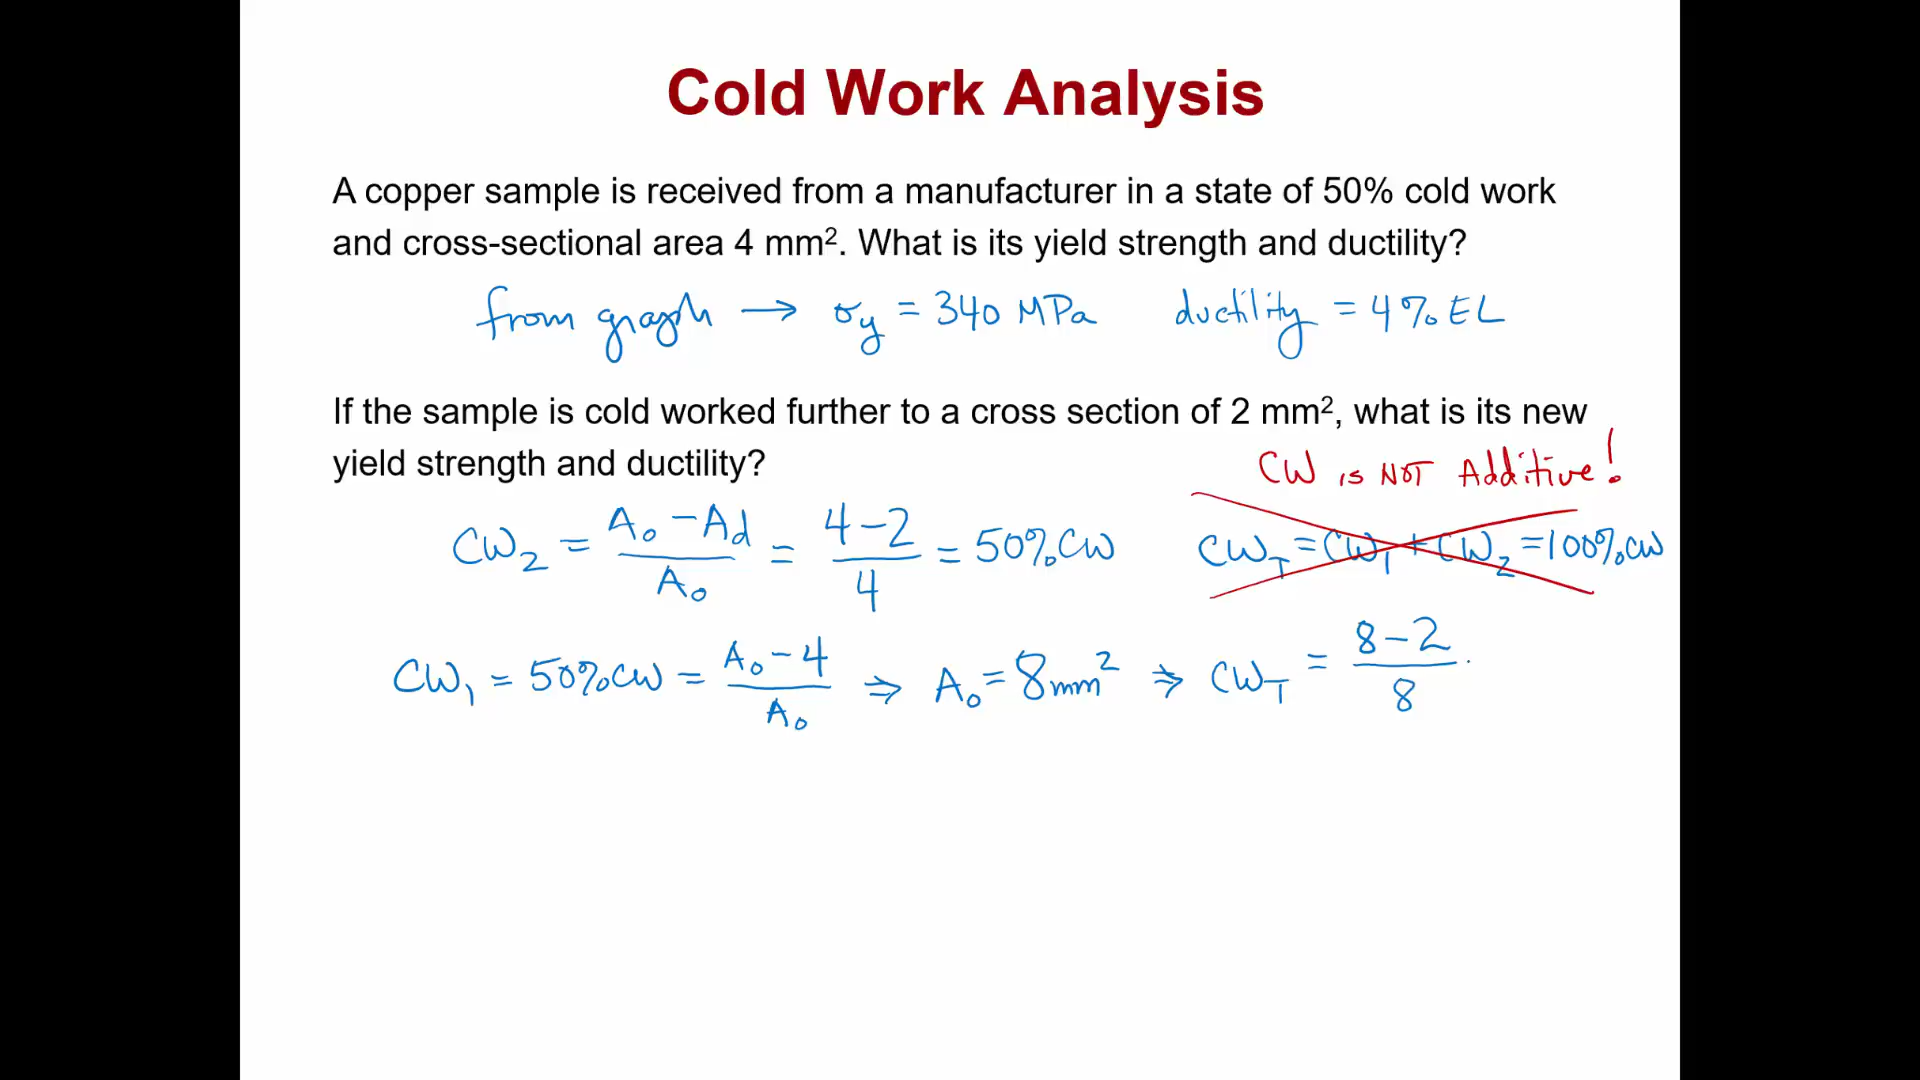 Cold Work Analysis
A copper sample is received from a manufacturer in a state of 50% cold work
and cross-sectional area 4 mm². What is its yield strength and ductility?
from graph → σy = 340 MPa ductility = 4% EL
If the sample is cold worked further to a cross section of 2 mm², what is its new
yield strength and ductility?
CW is NOT Additive!
CW₂ = (A₀ - Ad)/A₀ = (4-2)/4 = 50%CW
CW_T = CW₁ + CW₂ = 100%CW
CW₁ = 50%CW = (A₀ - 4)/A₀ ⇒ A₀ = 8mm² ⇒ CW_T = (8-2)/8